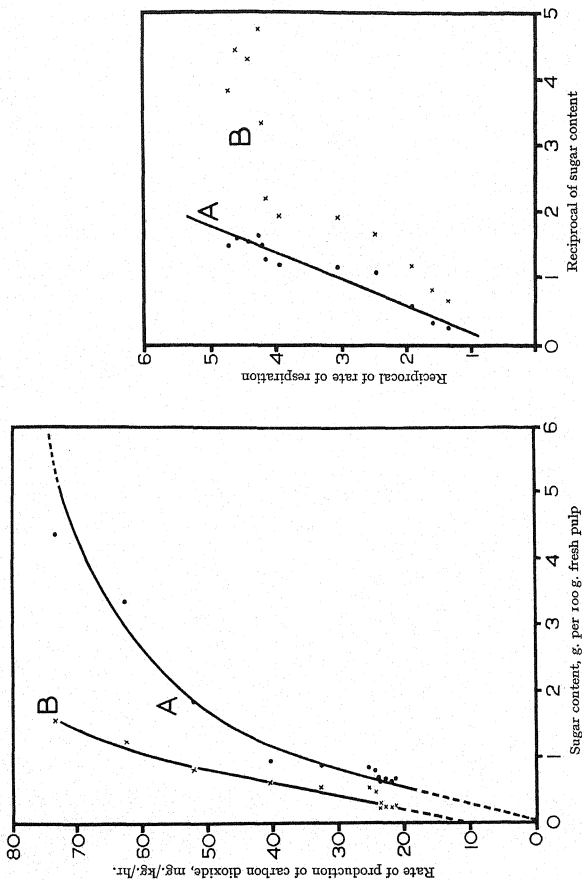 Rate of production of carbon dioxide, mg./kg./hr.
80
70
60
50
40
30
20
10
0
B
A
0 1 2 3 4 5 6
Sugar content, g. per 100 g. fresh pulp
Reciprocal of rate of respiration
6
5
4
3
2
1
A
B
0 1 2 3 4 5
Reciprocal of sugar content